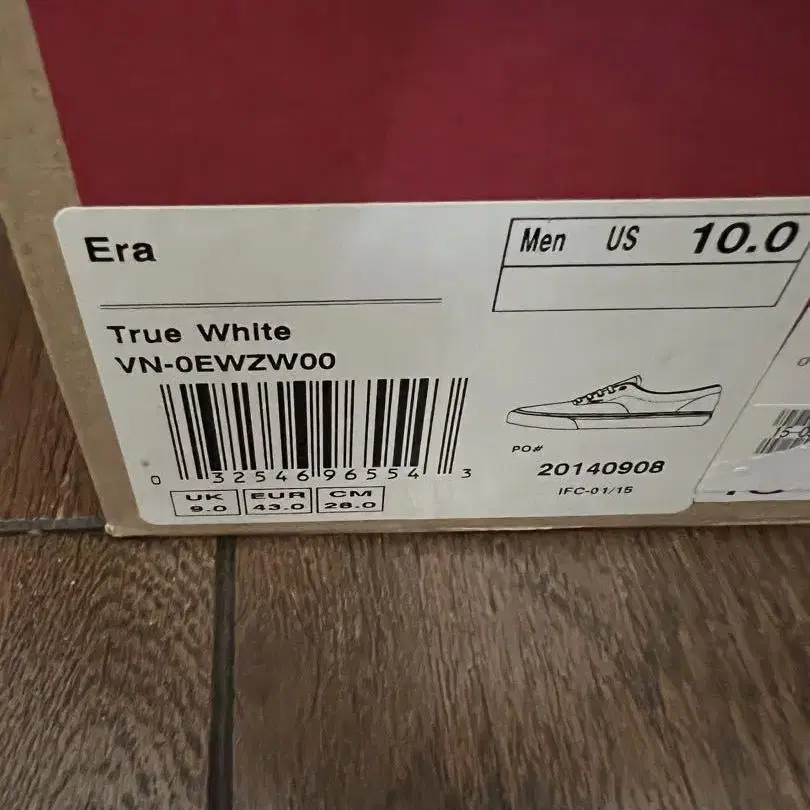 Era
Men US 10.0
True White
VN-0EWZW00
0 32546 96554 3
PO#
20140908
IFC-01/15
UK EUR CM
9.0 43.0 28.0